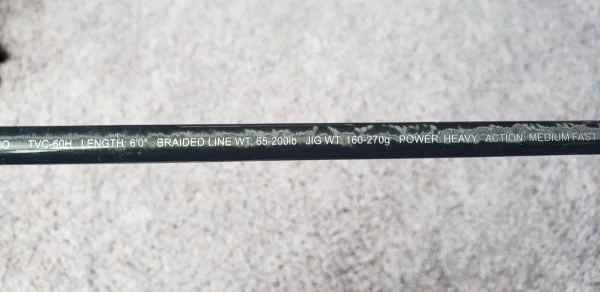 TVC-60H LENGTH: 6'0" BRAIDED LINE WT: 65-200lb JIG WT: 160-270g POWER: HEAVY ACTION: MEDIUM FAST